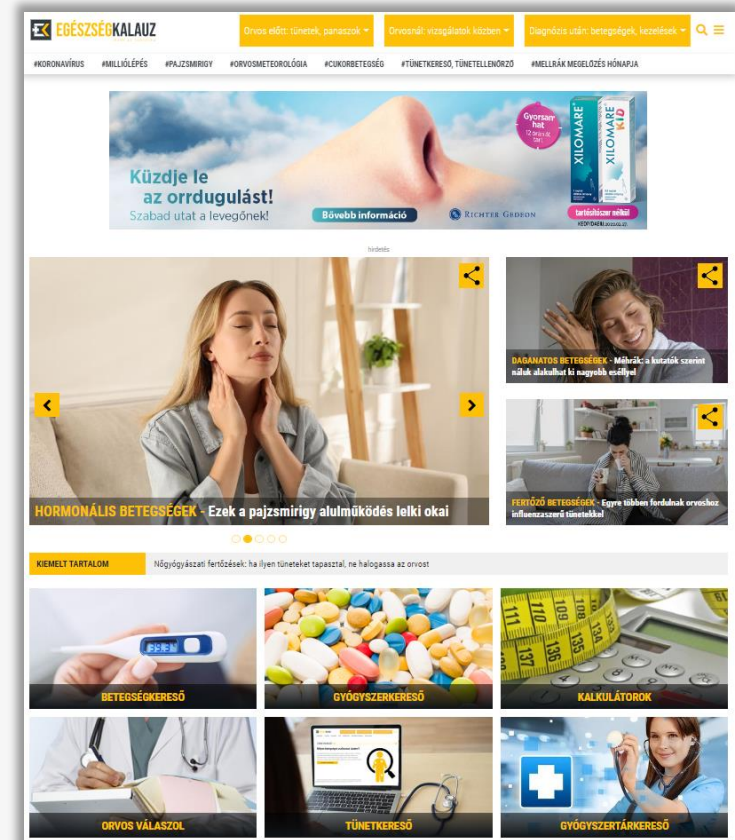 EGÉSZSÉGKALAUZ
Orvos előtt: tünetek, panaszok
Orvosnál: vizsgálatok közben
Diagnózis után: betegségek, kezelések
#KORONAVÍRUS
#MILLIÓLÉPÉS
#PAJZSMIRIGY
#ORVOSMETEOROLÓGIA
#CUKORBETEGSÉG
#TÜNETKERESŐ, TÜNETELLENŐRZŐ
#MELLRÁK MEGELŐZÉS HÓNAPJA
Küzdje le
az orrdugulást!
Szabad utat a levegőnek!
Bővebb információ
RICHTER GEDEON
Gyorsan
hat
XILOMARE
XILOMARE
KID
tartósítószer nélkül
hirdetés
HORMONÁLIS BETEGSÉGEK - Ezek a pajzsmirigy alulműködés lelki okai
DAGANATOS BETEGSÉGEK - Méhrák: a kutatók szerint
náluk alakulhat ki nagyobb eséllyel
FERTŐZŐ BETEGSÉGEK - Egyre többen fordulnak orvoshoz
influenzaszerű tünetekkel
KIEMELT TARTALOM
Nőgyógyászati fertőzések: ha ilyen tüneteket tapasztal, ne halogassa az orvost
BETEGSÉGKERESŐ
GYÓGYSZERKERESŐ
KALKULÁTOROK
ORVOS VÁLASZOL
TÜNETKERESŐ
GYÓGYSZERTÁRKERESŐ